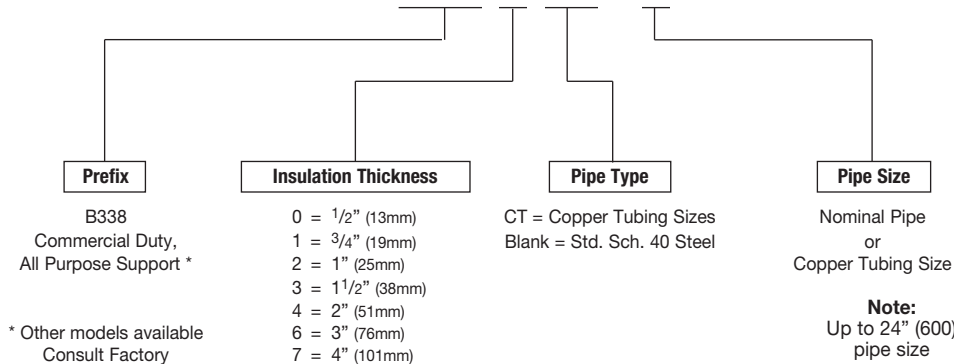 Prefix
B338
Commercial Duty,
All Purpose Support *
* Other models available
Consult Factory
Insulation Thickness
0 = 1/2” (13mm)
1 = 3/4” (19mm)
2 = 1” (25mm)
3 = 11/2” (38mm)
4 = 2” (51mm)
6 = 3” (76mm)
7 = 4” (101mm)
Pipe Type
CT = Copper Tubing Sizes
Blank = Std. Sch. 40 Steel
Pipe Size
Nominal Pipe
or
Copper Tubing Size
Note:
Up to 24” (600)
pipe size